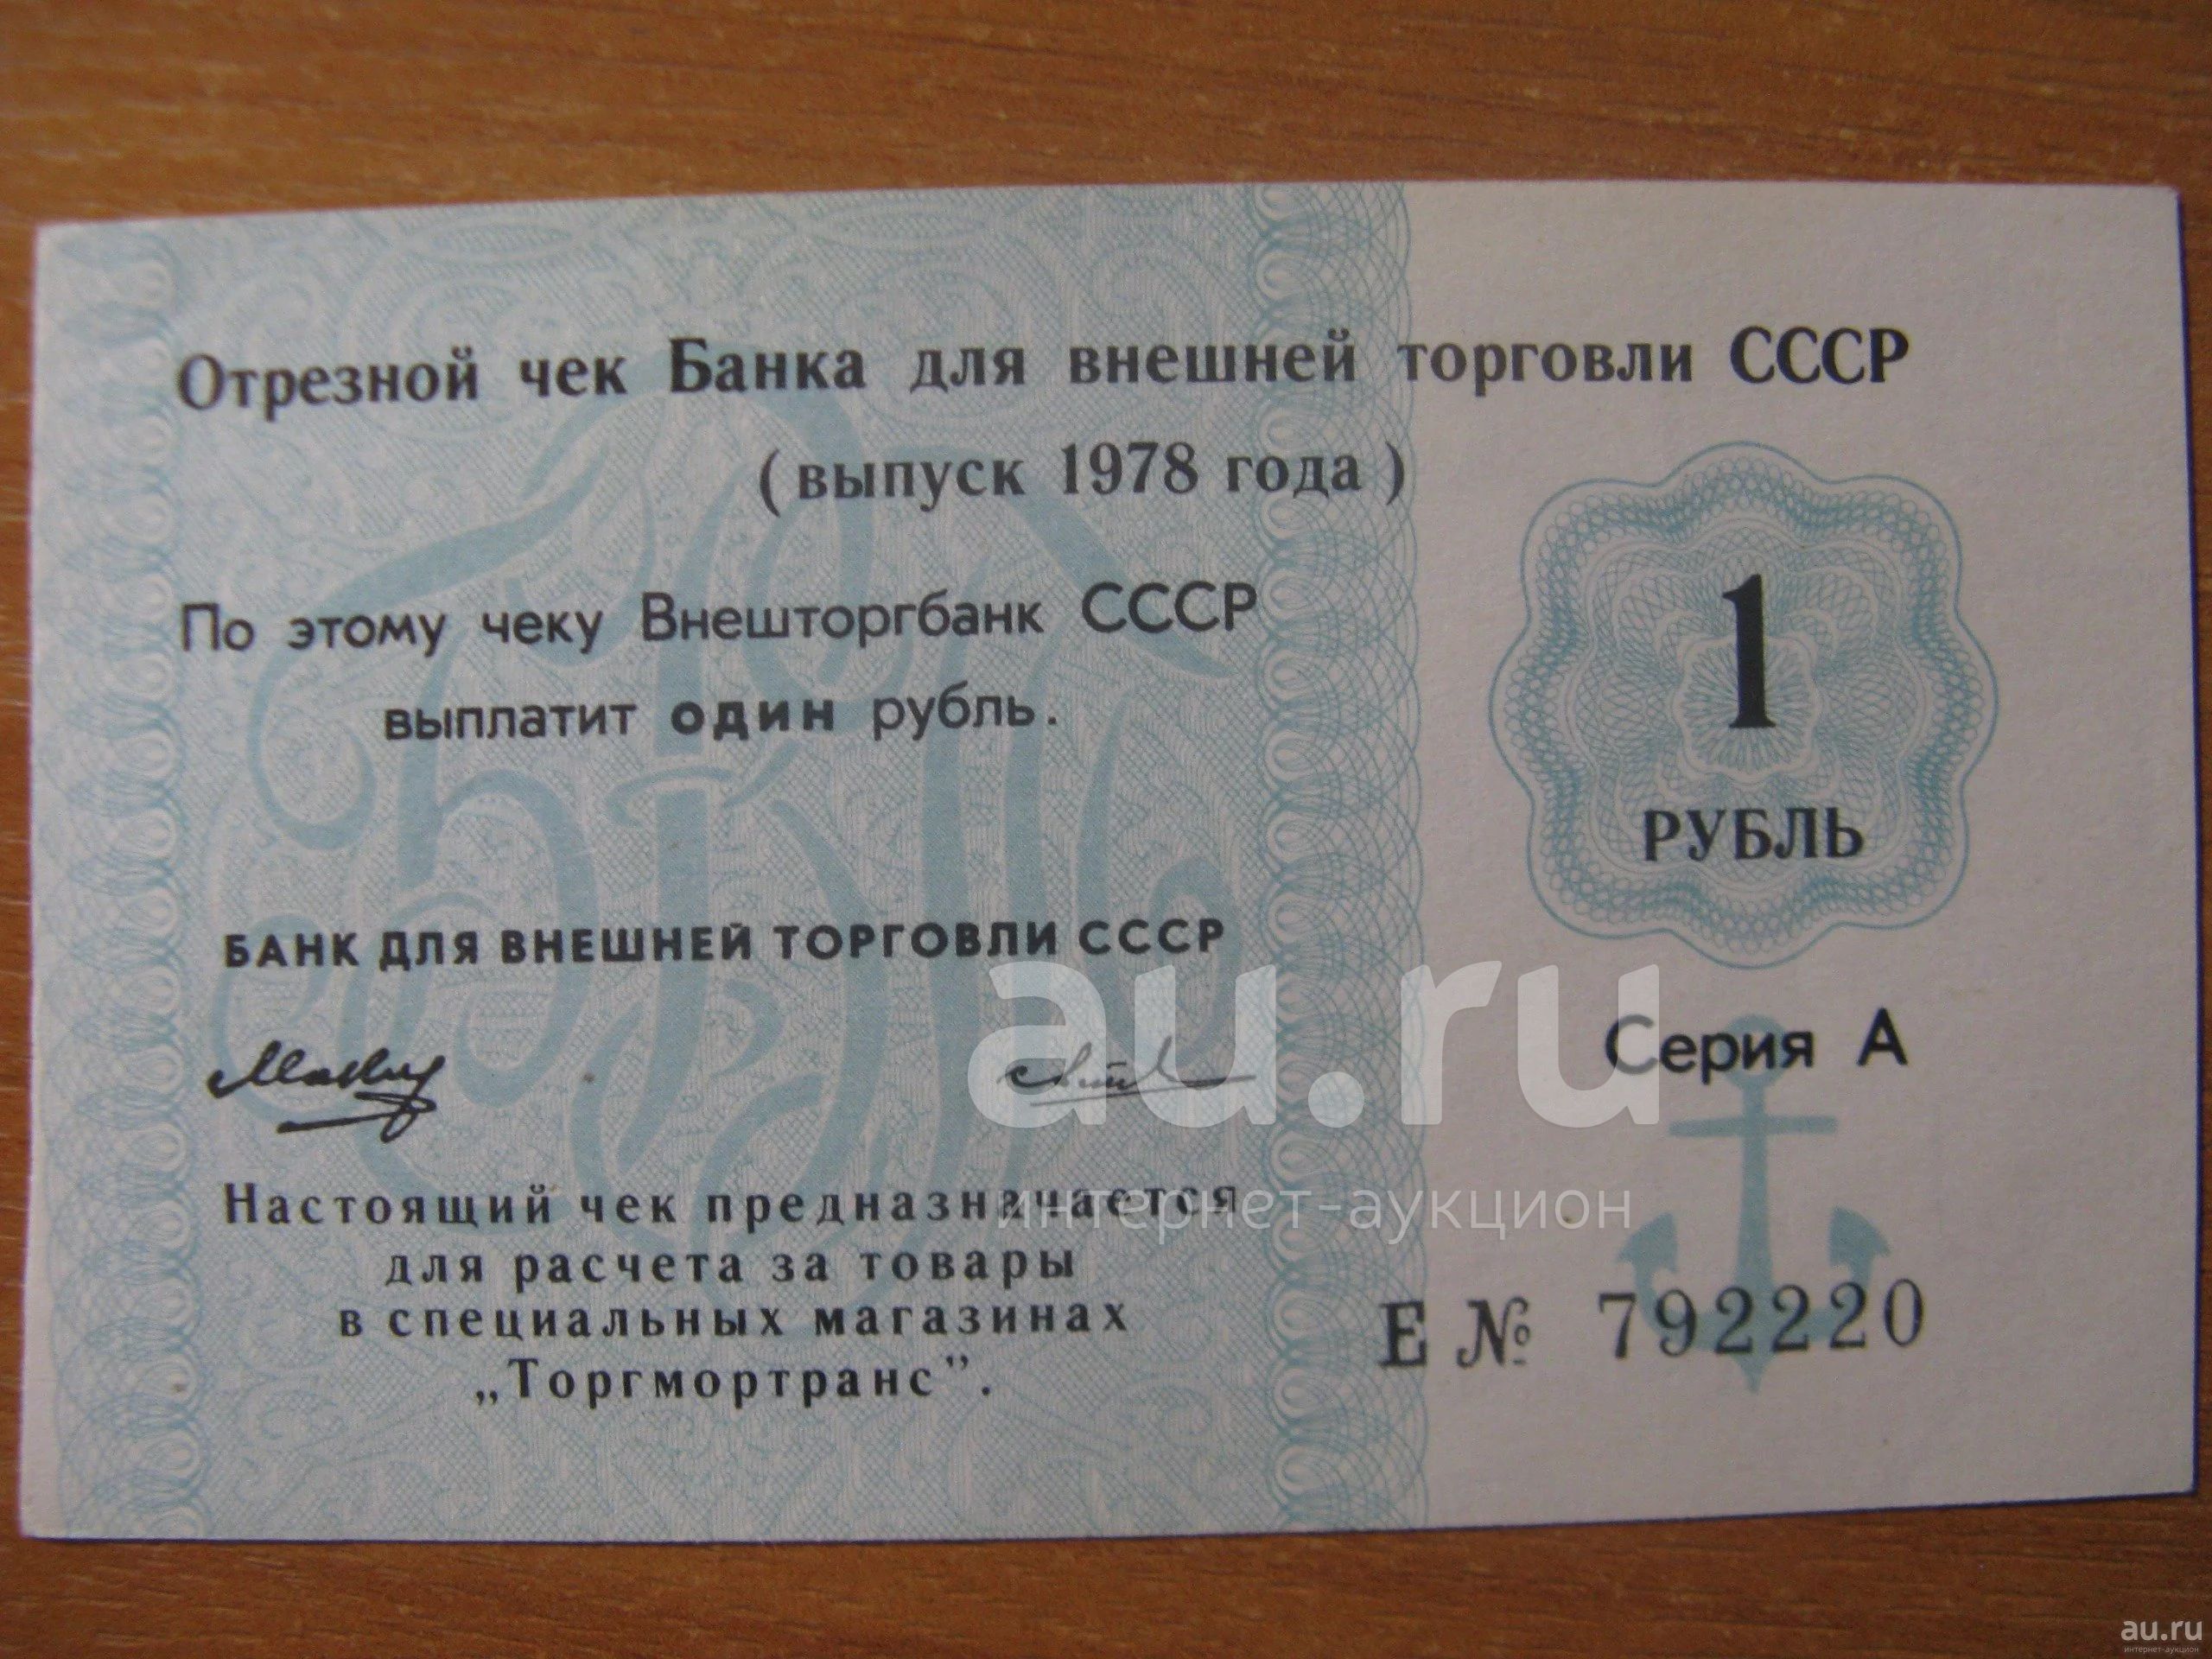 Отрезной чек Банка для внешней торговли СССР
( выпуск 1978 года )
По этому чеку Внешторгбанк СССР
выплатит один рубль.
1
РУБЛЬ
БАНК ДЛЯ ВНЕШНЕЙ ТОРГОВЛИ СССР
Серия А
Настоящий чек предназначается
для расчета за товары
в специальных магазинах
„Торгмортранс”.
Е № 792220
au.ru
интернет-аукцион
au.ru
интернет-аукцион